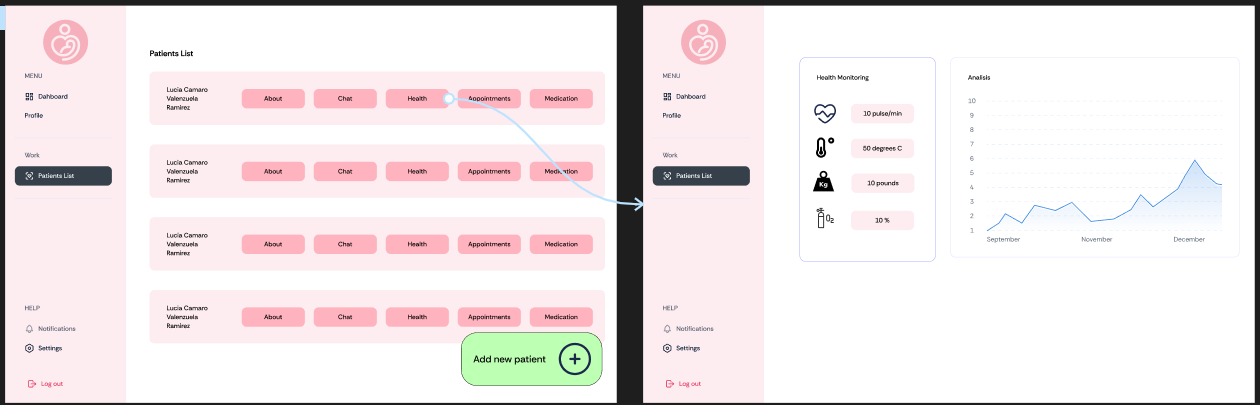 MENU
Dahboard
Profile
Work
Patients List
HELP
Notifications
Settings
Log out
Patients List
Lucia Camaro
Valenzuela
Ramirez
About
Chat
Health
Appointments
Medication
Lucia Camaro
Valenzuela
Ramirez
About
Chat
Health
Appointments
Medication
Lucia Camaro
Valenzuela
Ramirez
About
Chat
Health
Appointments
Medication
Lucia Camaro
Valenzuela
Ramirez
About
Chat
Health
Appointments
Medication
Add new patient
MENU
Dahboard
Profile
Work
Patients List
HELP
Notifications
Settings
Log out
Health Monitoring
10 pulse/min
50 degrees C
Kg
10 pounds
O2
10 %
Analisis
10
9
8
7
6
5
4
3
2
1
September
November
December